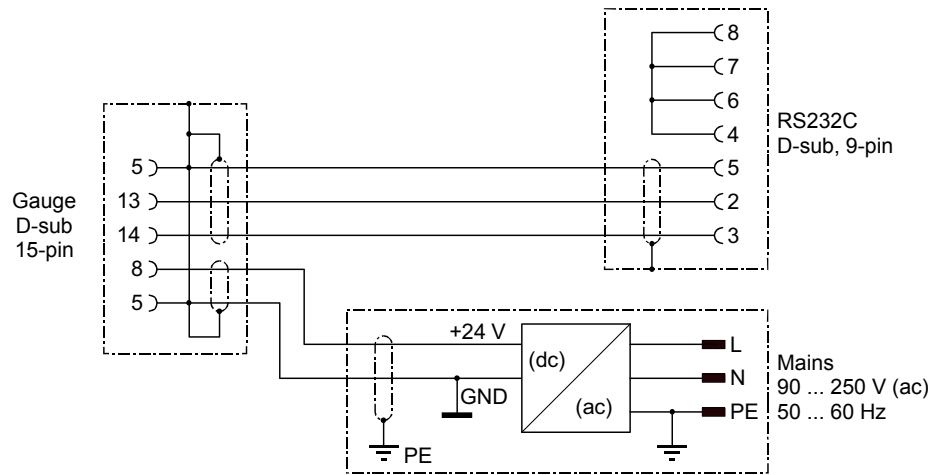 8
7
6
4
5
2
3
RS232C
D-sub, 9-pin
Gauge
D-sub
15-pin
5
13
14
8
5
+24 V
GND
PE
(dc)
(ac)
L
N
PE
Mains
90 ... 250 V (ac)
50 ... 60 Hz